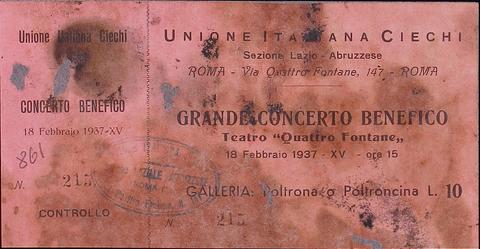 Unione Italiana Ciechi
CONCERTO BENEFICO
18 Febbraio 1937-XV
861
N. 215
CONTROLLO
UNIONE ITALIANA CIECHI
Sezione Lazio - Abruzzese
ROMA - Via Quattro Fontane, 147 - ROMA
GRANDE CONCERTO BENEFICO
Teatro "Quattro Fontane„
18 Febbraio 1937 - XV - ore 15
GALLERIA: Poltrona o Poltroncina L. 10
N. 215
ROMA